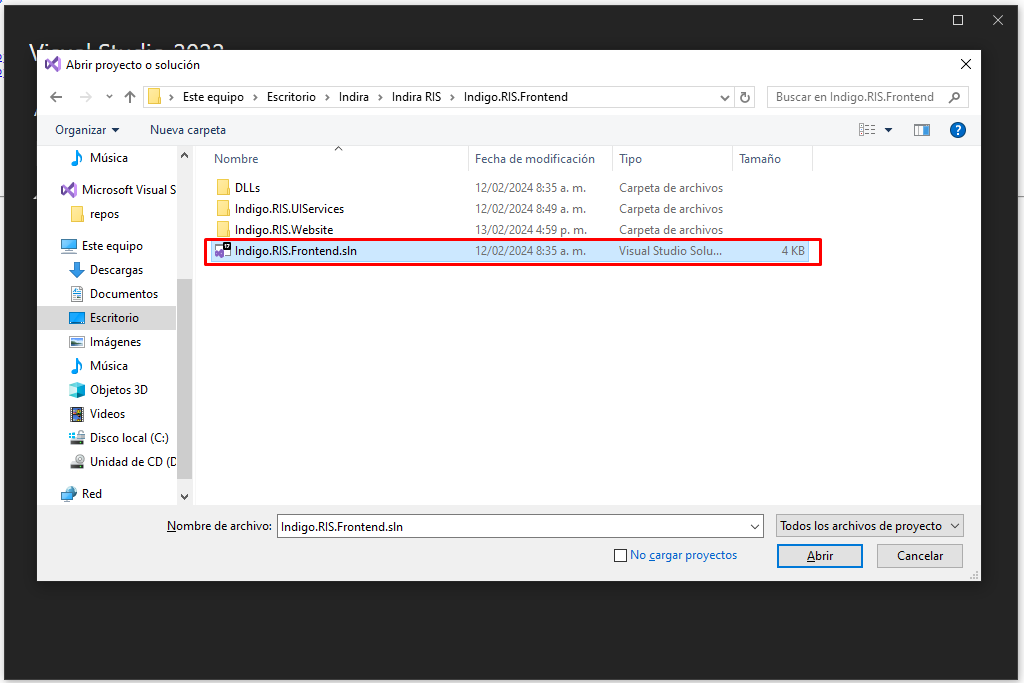 Visual Studio 2022
Abrir proyecto o solución
Este equipo > Escritorio > Indira > Indira RIS > Indigo.RIS.Frontend
Buscar en Indigo.RIS.Frontend
Organizar
Nueva carpeta
Música
Microsoft Visual S
repos
Este equipo
Descargas
Documentos
Escritorio
Imágenes
Música
Objetos 3D
Videos
Disco local (C:)
Unidad de CD (D
Red
Nombre Fecha de modificación Tipo Tamaño
DLLs 12/02/2024 8:35 a. m. Carpeta de archivos
Indigo.RIS.UIServices 12/02/2024 8:49 a. m. Carpeta de archivos
Indigo.RIS.Website 13/02/2024 4:59 p. m. Carpeta de archivos
Indigo.RIS.Frontend.sln 12/02/2024 8:35 a. m. Visual Studio Solu... 4 KB
Nombre de archivo: Indigo.RIS.Frontend.sln
Todos los archivos de proyecto
No cargar proyectos
Abrir
Cancelar